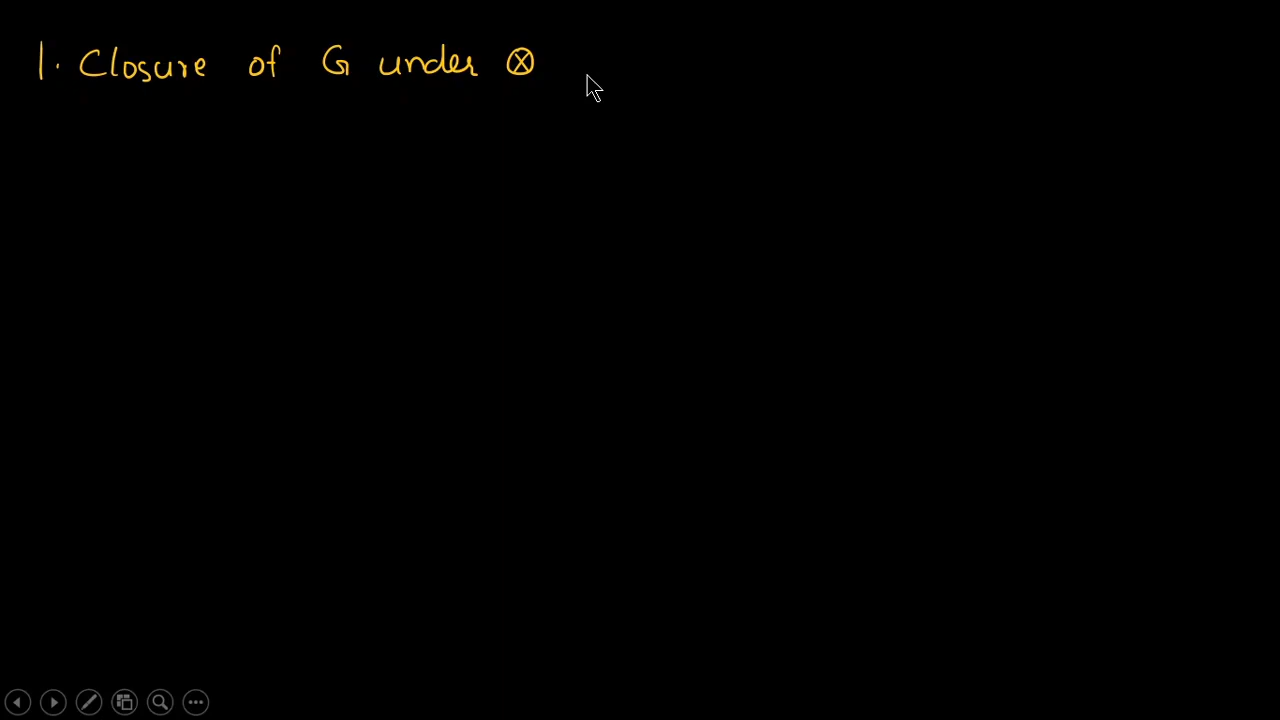 1. Closure of G under ⊗